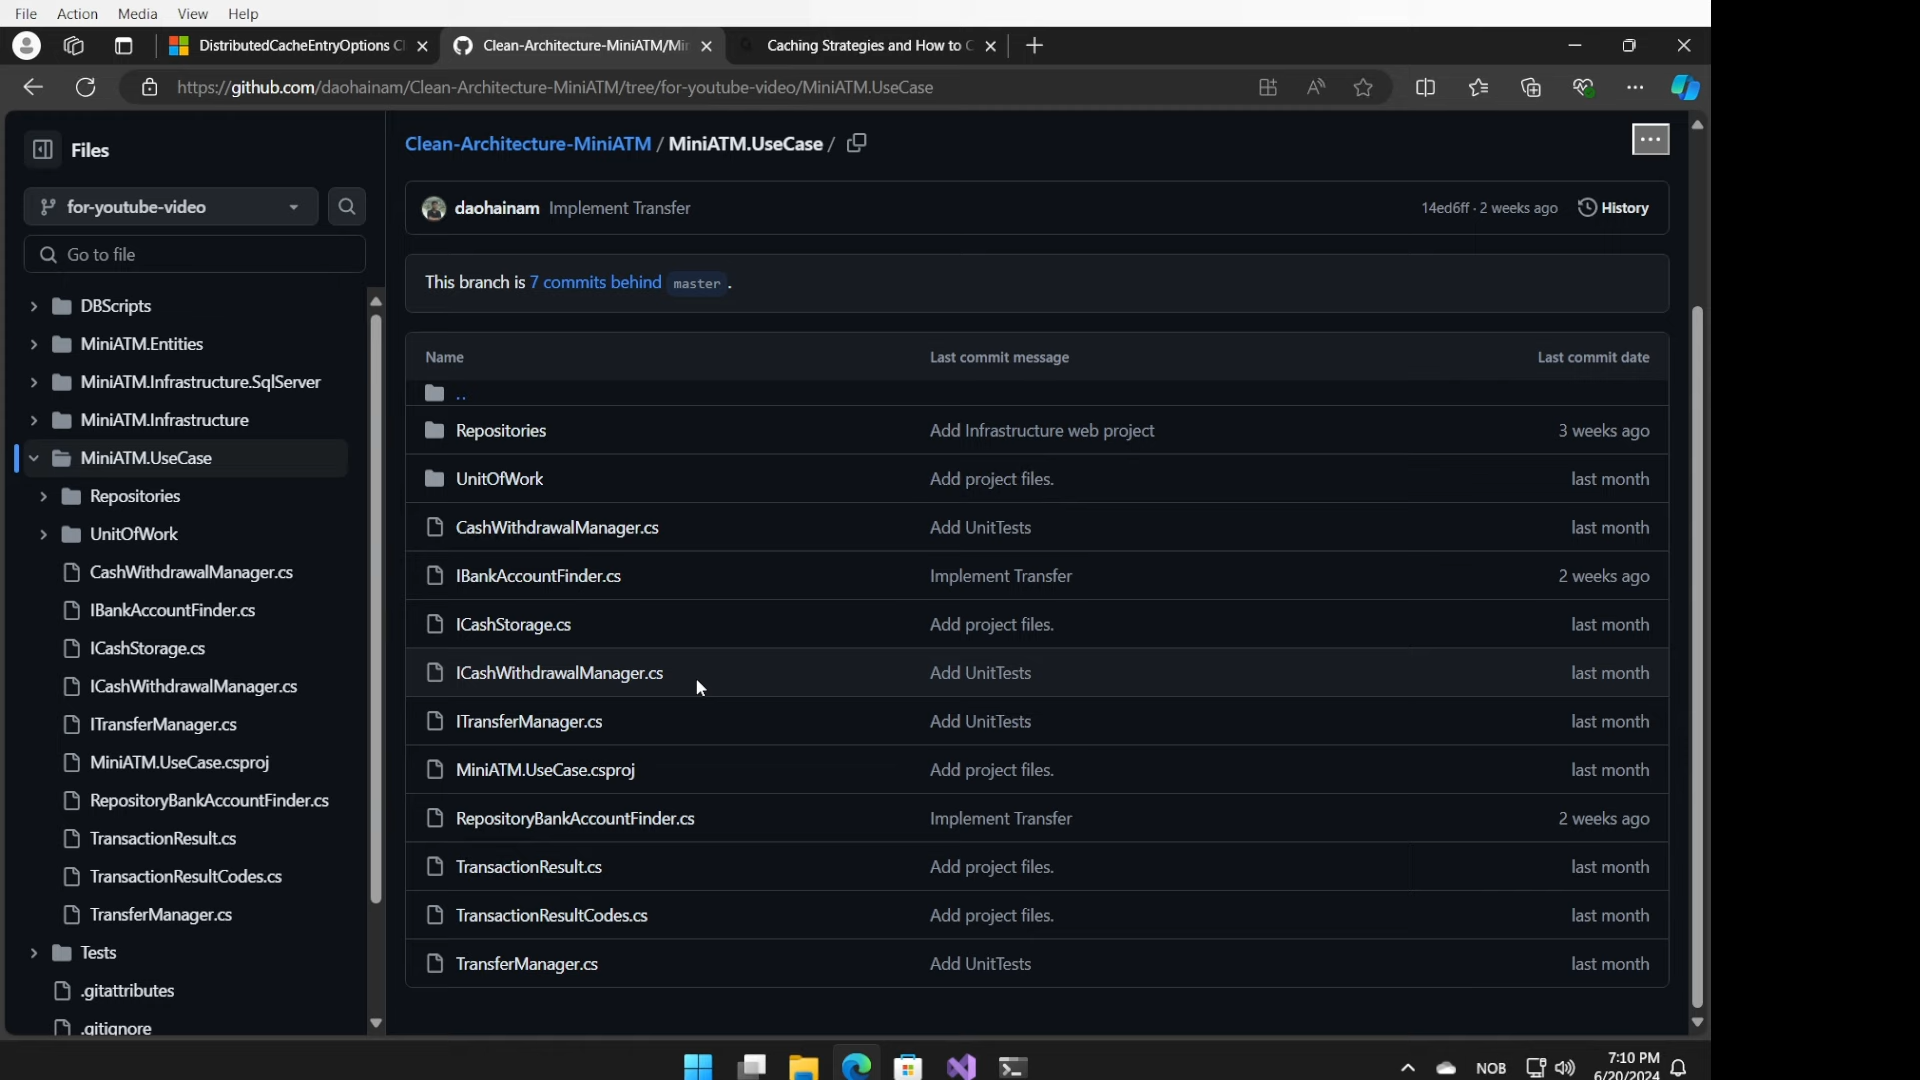 File Action Media View Help
DistributedCacheEntryOptions Cl
Clean-Architecture-MiniATM/Min
Caching Strategies and How to C
https://github.com/daohainam/Clean-Architecture-MiniATM/tree/for-youtube-video/MiniATM.UseCase
Files
for-youtube-video
Go to file
DBScripts
MiniATM.Entities
MiniATM.Infrastructure.SqlServer
MiniATM.Infrastructure
MiniATM.UseCase
Repositories
UnitOfWork
CashWithdrawalManager.cs
IBankAccountFinder.cs
ICashStorage.cs
ICashWithdrawalManager.cs
ITransferManager.cs
MiniATM.UseCase.csproj
RepositoryBankAccountFinder.cs
TransactionResult.cs
TransactionResultCodes.cs
TransferManager.cs
Tests
.gitattributes
.gitignore
Clean-Architecture-MiniATM / MiniATM.UseCase /
daohainam Implement Transfer 14ed6ff · 2 weeks ago History
This branch is 7 commits behind master .
Name Last commit message Last commit date
..
Repositories Add Infrastructure web project 3 weeks ago
UnitOfWork Add project files. last month
CashWithdrawalManager.cs Add UnitTests last month
IBankAccountFinder.cs Implement Transfer 2 weeks ago
ICashStorage.cs Add project files. last month
ICashWithdrawalManager.cs Add UnitTests last month
ITransferManager.cs Add UnitTests last month
MiniATM.UseCase.csproj Add project files. last month
RepositoryBankAccountFinder.cs Implement Transfer 2 weeks ago
TransactionResult.cs Add project files. last month
TransactionResultCodes.cs Add project files. last month
TransferManager.cs Add UnitTests last month
NOB
7:10 PM
6/20/2024